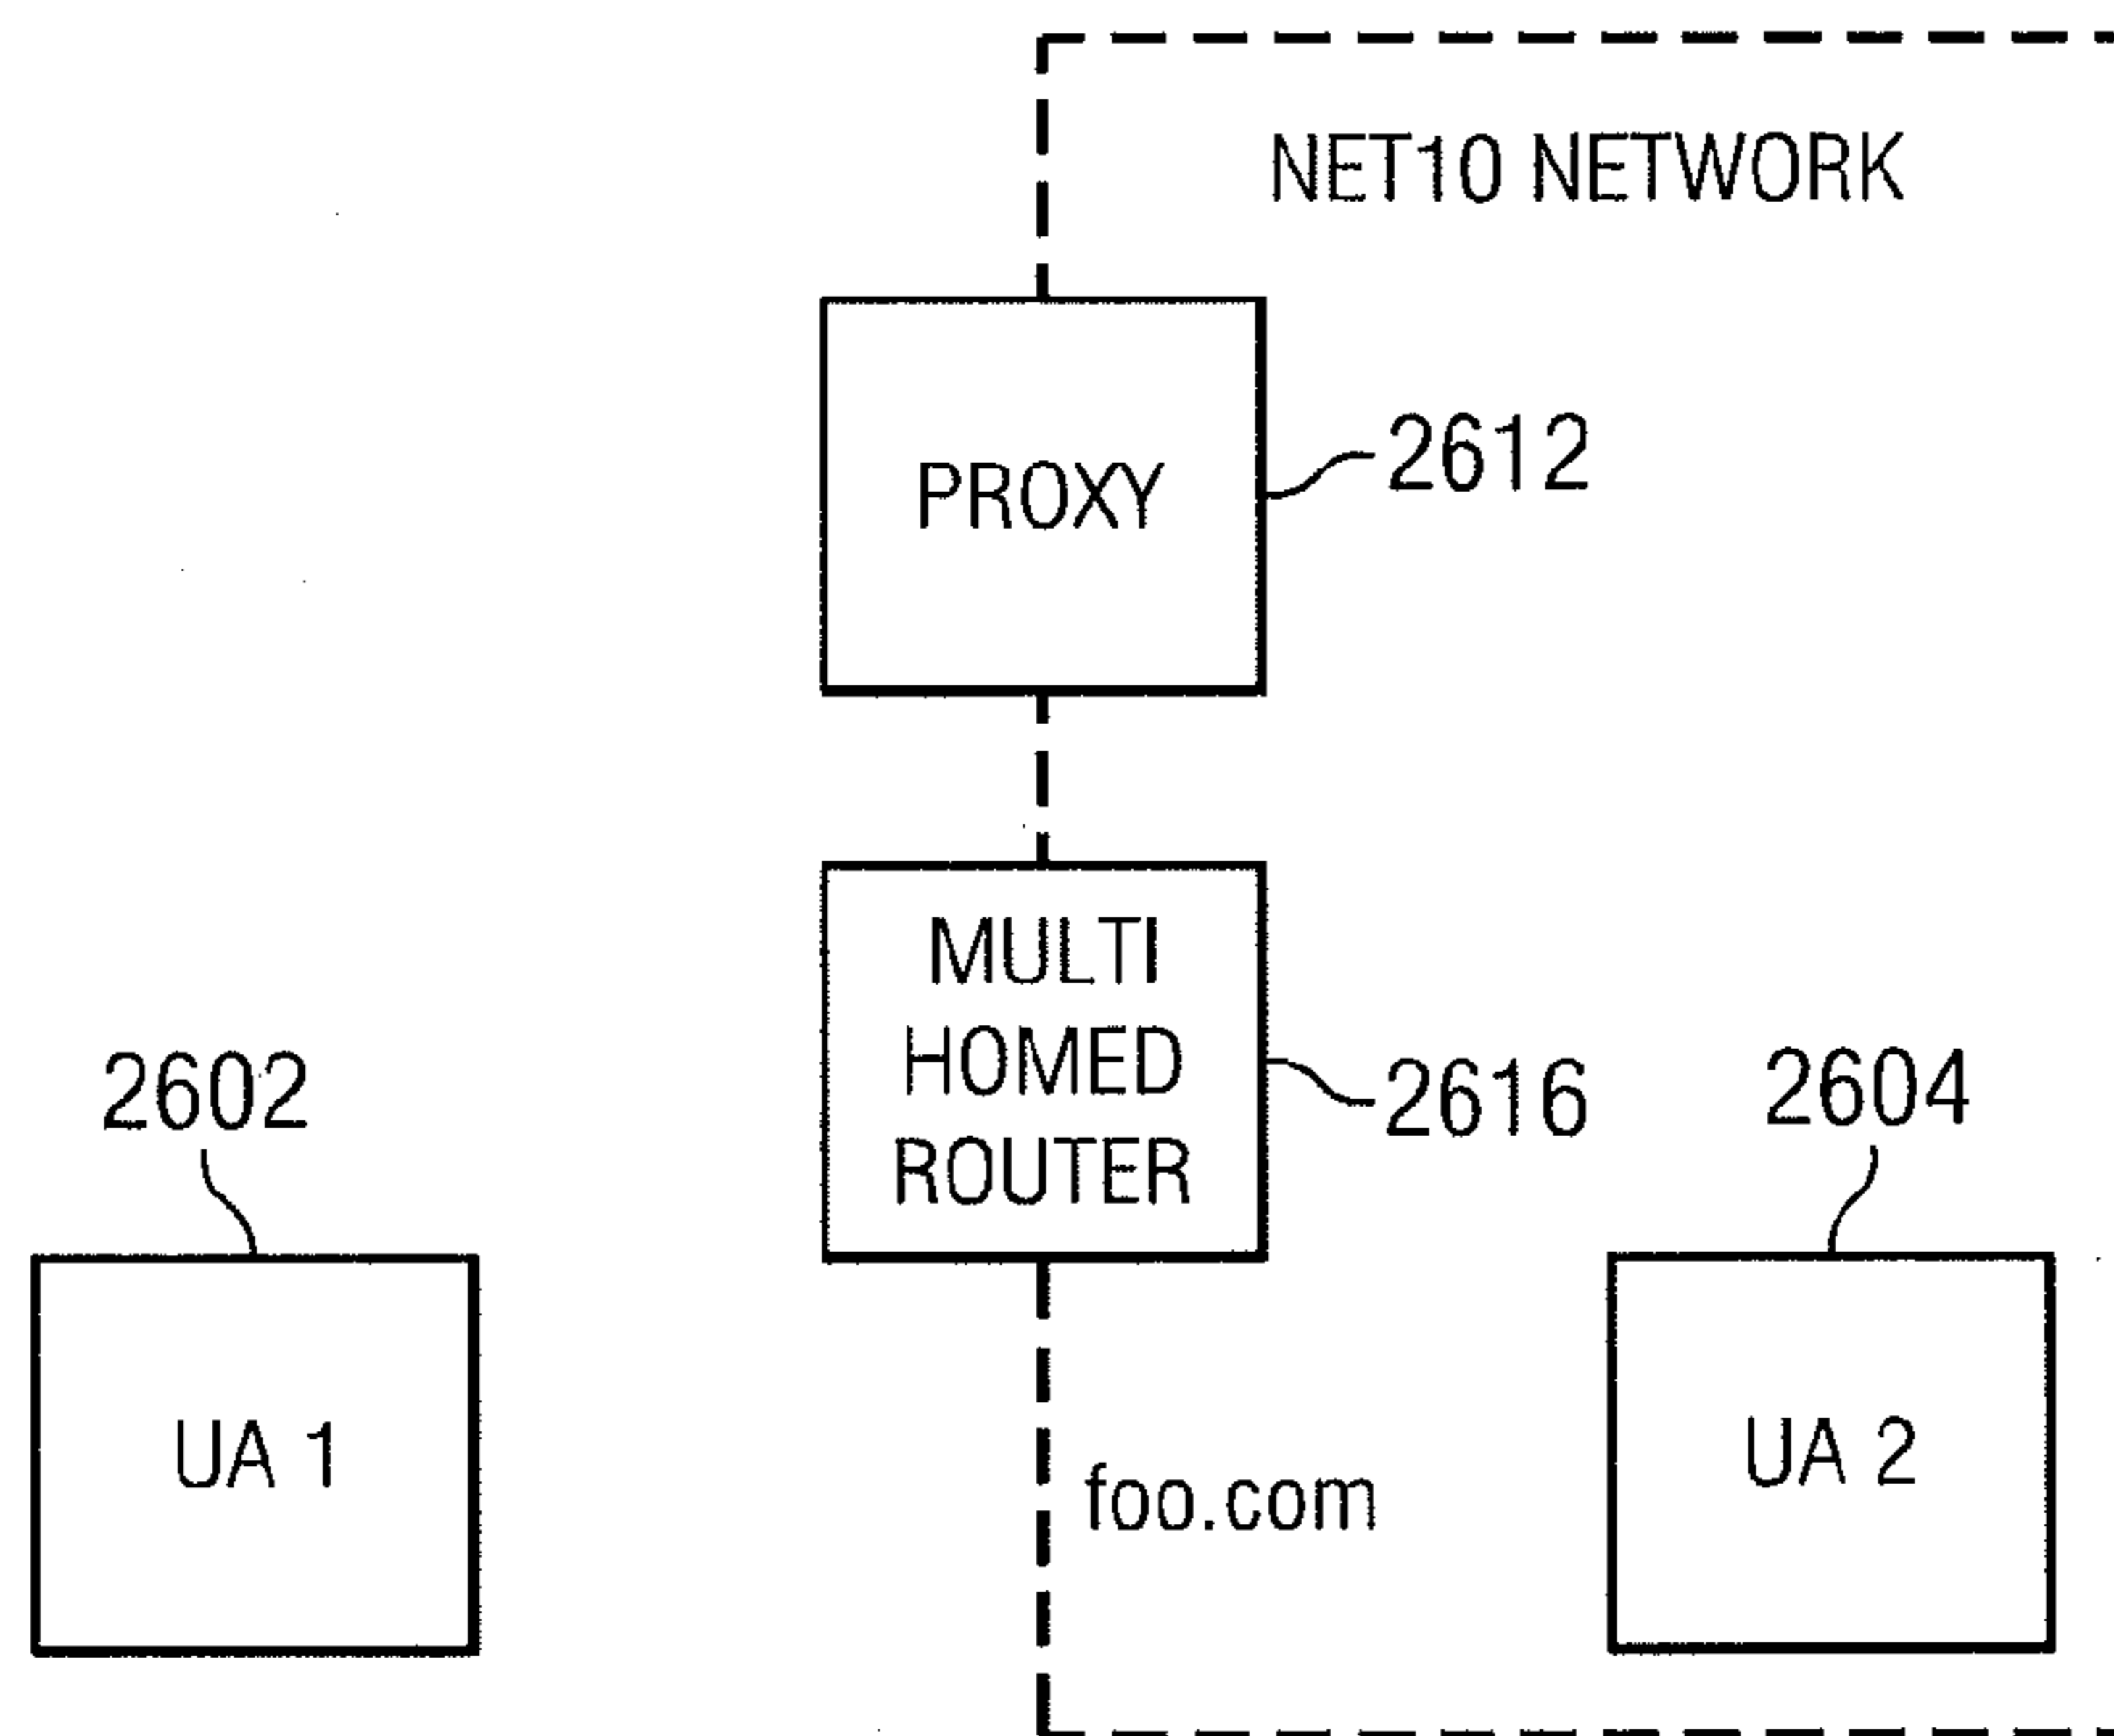 NET10 NETWORK
PROXY
2612
MULTI
HOMED
ROUTER
2616
2602
2604
UA 1
foo.com
UA 2